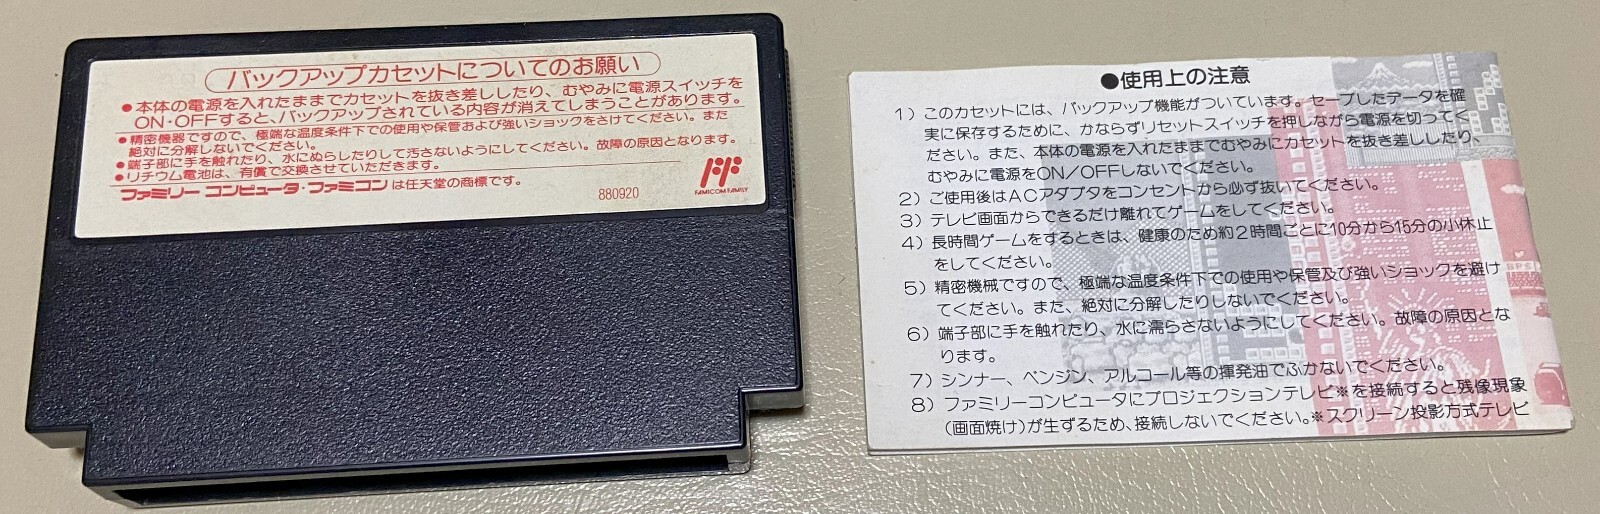 バックアップカセットについてのお願い
●本体の電源を入れたままでカセットを抜き差ししたり、むやみに電源スイッチを
ON・OFFすると、バックアップされている内容が消えてしまうことがあります。
●精密機器ですので、極端な温度条件下での使用や保管および強いショックをさけてください。また
絶対に分解しないでください。
●端子部に手を触れたり、水にぬらしたりして汚さないようにしてください。故障の原因となります。
●リチウム電池は、有償で交換させていただきます。
ファミリーコンピュータ・ファミコンは任天堂の商標です。
880920
FAMICOM FAMILY
●使用上の注意
1）このカセットには、バックアップ機能がついています。セーブしたデータを確
実に保存するために、かならずリセットスイッチを押しながら電源を切ってく
ださい。また、本体の電源を入れたままでむやみにカセットを抜き差ししたり、
むやみに電源をON／OFFしないでください。
2）ご使用後はACアダプタをコンセントから必ず抜いてください。
3）テレビ画面からできるだけ離れてゲームをしてください。
4）長時間ゲームをするときは、健康のため約2時間ごとに10分から15分の小休止
をしてください。
5）精密機械ですので、極端な温度条件下での使用や保管及び強いショックを避け
てください。また、絶対に分解したりしないでください。
6）端子部に手を触れたり、水に濡らさないようにしてください。故障の原因とな
ります。
7）シンナー、ベンジン、アルコール等の揮発油でふかないでください。
8）ファミリーコンピュータにプロジェクションテレビ※を接続すると残像現象
（画面焼け）が生ずるため、接続しないでください。※スクリーン投影方式テレビ
BPS